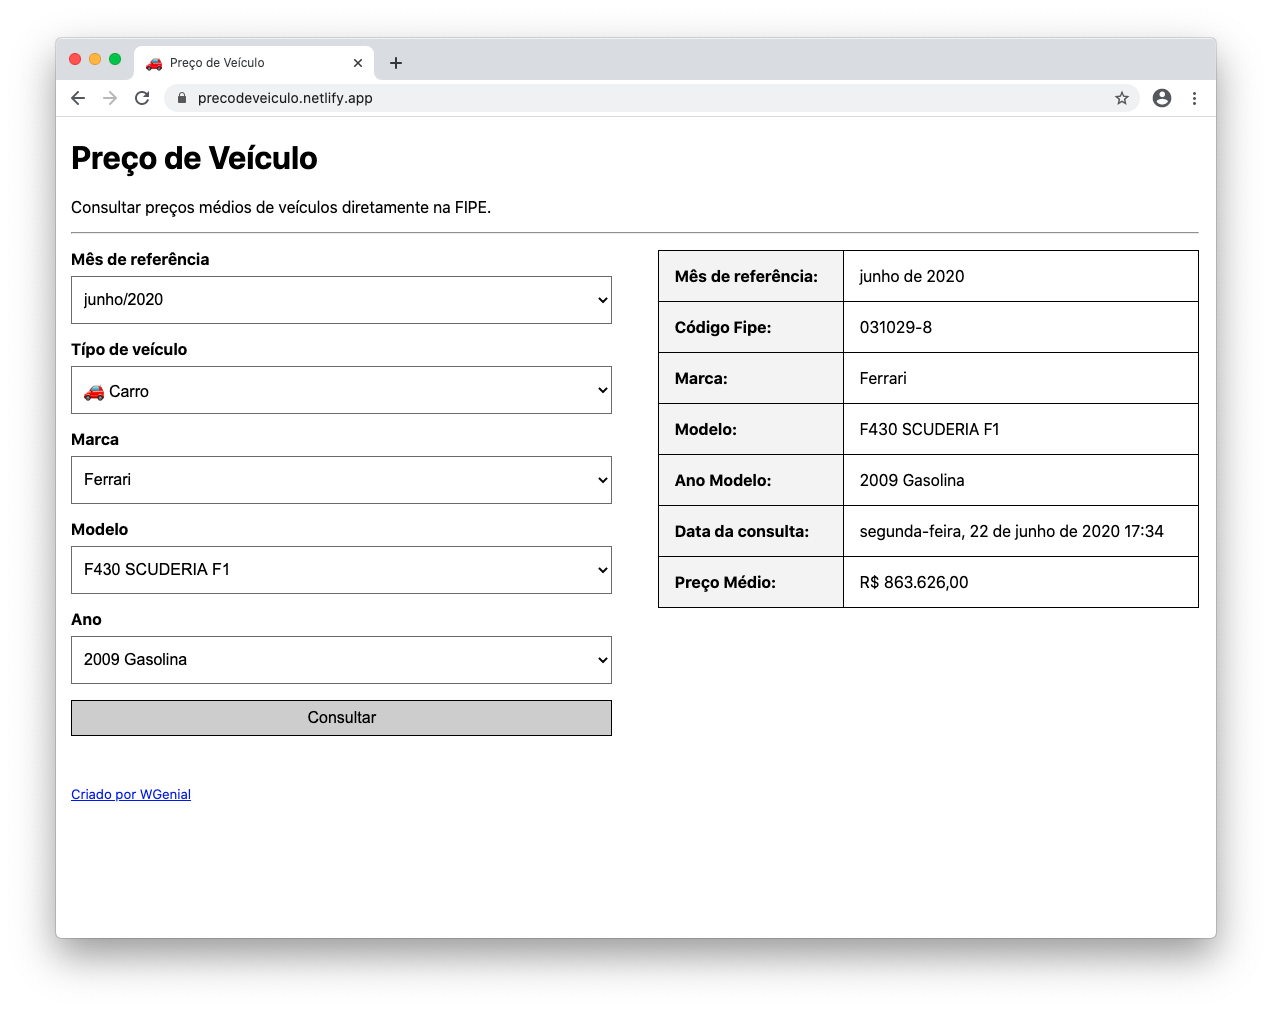 Preço de Veículo
precodeveiculo.netlify.app
Preço de Veículo
Consultar preços médios de veículos diretamente na FIPE.
Mês de referência
junho/2020
Típo de veículo
Carro
Marca
Ferrari
Modelo
F430 SCUDERIA F1
Ano
2009 Gasolina
Consultar
Mês de referência: junho de 2020
Código Fipe: 031029-8
Marca: Ferrari
Modelo: F430 SCUDERIA F1
Ano Modelo: 2009 Gasolina
Data da consulta: segunda-feira, 22 de junho de 2020 17:34
Preço Médio: R$ 863.626,00
Criado por WGenial